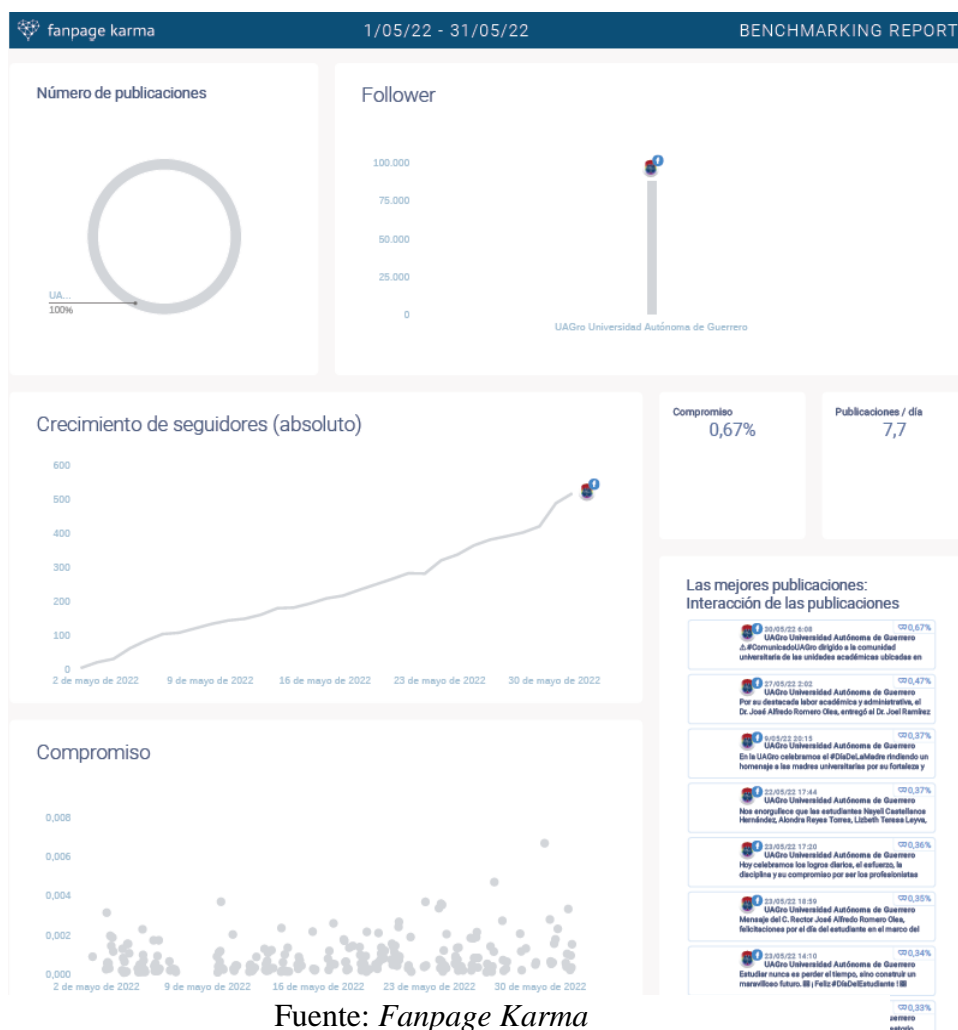 fanpage karma
1/05/22 - 31/05/22
BENCHMARKING REPORT
Número de publicaciones
UA...
100%
Follower
100.000
75.000
50.000
25.000
0
UAGro Universidad Autónoma de Guerrero
Crecimiento de seguidores (absoluto)
600
500
400
300
200
100
0
2 de mayo de 2022
9 de mayo de 2022
16 de mayo de 2022
23 de mayo de 2022
30 de mayo de 2022
Compromiso
0,67%
Publicaciones / día
7,7
Las mejores publicaciones:
Interacción de las publicaciones
30/05/22 6:08
0,67%
UAGro Universidad Autónoma de Guerrero
⚠#ComunicadoUAGro dirigido a la comunidad
universitaria de las unidades académicas ubicadas en
27/05/22 2:02
0,47%
UAGro Universidad Autónoma de Guerrero
Por su destacada labor académica y administrativa, el
Dr. José Alfredo Romero Olea, entregó al Dr. Joel Ramírez
9/05/22 20:15
0,37%
UAGro Universidad Autónoma de Guerrero
En la UAGro celebramos el #DíaDeLaMadre rindiendo un
homenaje a las madres universitarias por su fortaleza y
22/05/22 17:44
0,37%
UAGro Universidad Autónoma de Guerrero
Nos enorgullece que las estudiantes Nayeli Castellanos
Hernández, Alondra Reyes Torres, Lizbeth Teresa Leyva,
23/05/22 17:20
0,36%
UAGro Universidad Autónoma de Guerrero
Hoy celebramos los logros diarios, el esfuerzo, la
disciplina y su compromiso por ser los profesionistas
23/05/22 18:59
0,35%
UAGro Universidad Autónoma de Guerrero
Mensaje del C. Rector José Alfredo Romero Olea,
felicitaciones por el día del estudiante en el marco del
23/05/22 14:10
0,34%
UAGro Universidad Autónoma de Guerrero
Estudiar nunca es perder el tiempo, sino construir un
maravilloso futuro. ¡ Feliz #DíaDelEstudiante !
0,33%
Compromiso
0,008
0,006
0,004
0,002
0,000
2 de mayo de 2022
9 de mayo de 2022
16 de mayo de 2022
23 de mayo de 2022
30 de mayo de 2022
Fuente: Fanpage Karma